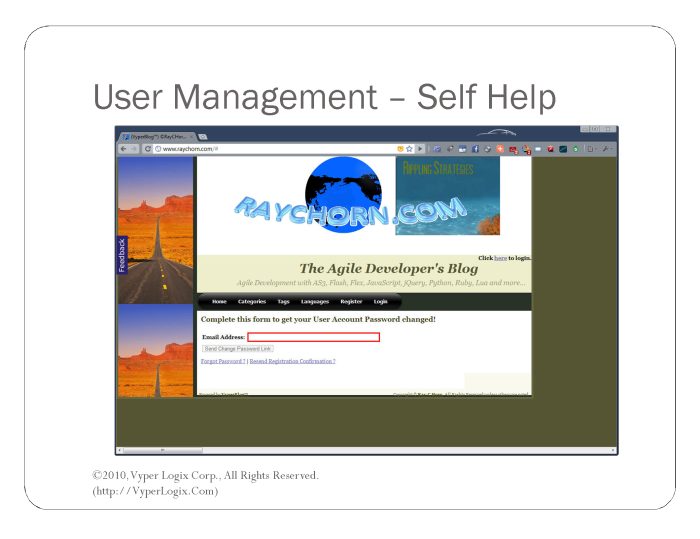 User Management – Self Help
www.raychorn.com/#
RIPPLING STRATEGIES
RAYCHORN.COM
Feedback
Click here to login.
The Agile Developer's Blog
Agile Development with AS3, Flash, Flex, JavaScript, jQuery, Python, Ruby, Lua and more...
Home Categories Tags Languages Register Login
Complete this form to get your User Account Password changed!
Email Address:
Send Change Password Link
Forgot Password ? | Resend Registration Confirmation ?
©2010, Vyper Logix Corp., All Rights Reserved.
(http://VyperLogix.Com)